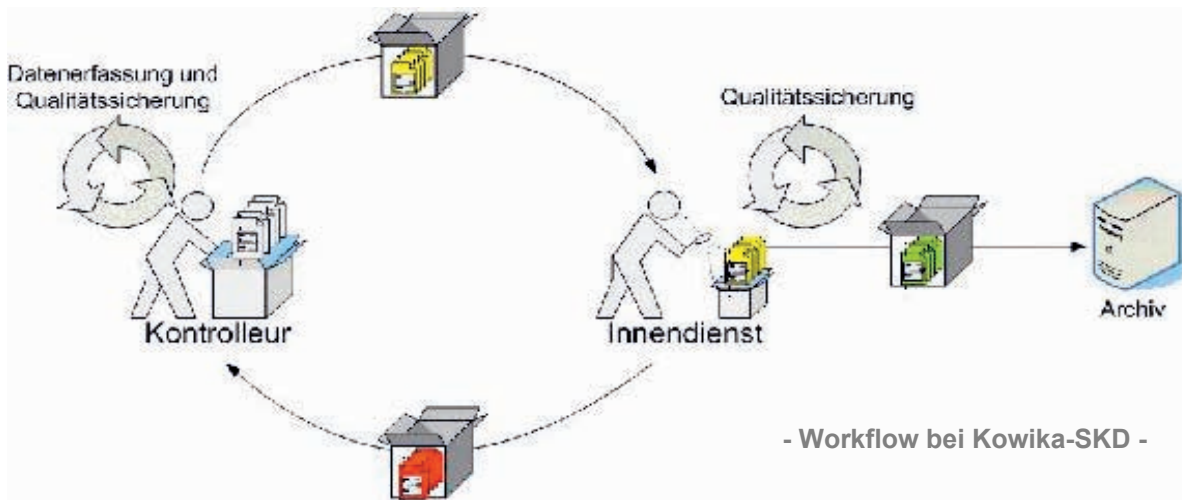 Datenerfassung und
Qualitätssicherung
Qualitätssicherung
Kontrolleur
Innendienst
Archiv
- Workflow bei Kowika-SKD -